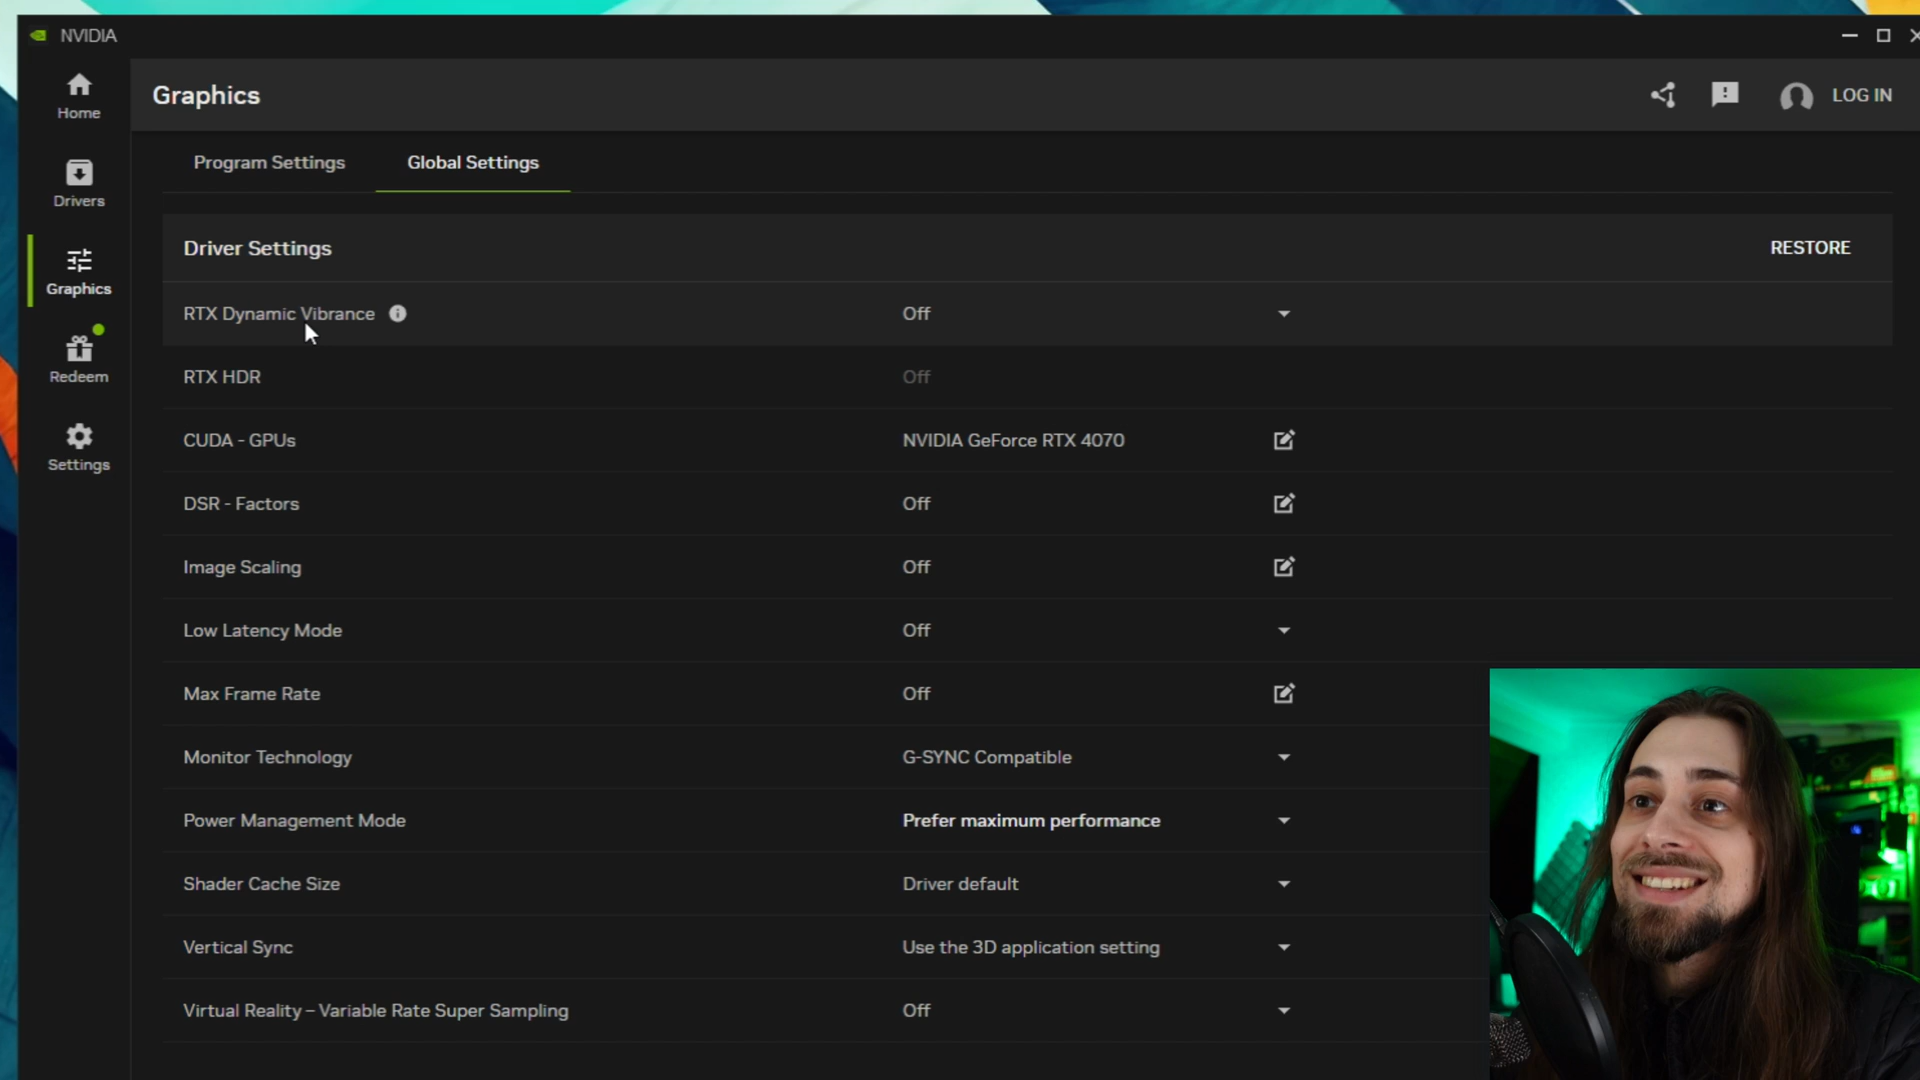 NVIDIA
Home
Graphics
LOG IN
Program Settings
Global Settings
Drivers
Driver Settings
RESTORE
Graphics
RTX Dynamic Vibrance
Off
Redeem
RTX HDR
Off
Settings
CUDA - GPUs
NVIDIA GeForce RTX 4070
DSR - Factors
Off
Image Scaling
Off
Low Latency Mode
Off
Max Frame Rate
Off
Monitor Technology
G-SYNC Compatible
Power Management Mode
Prefer maximum performance
Shader Cache Size
Driver default
Vertical Sync
Use the 3D application setting
Virtual Reality – Variable Rate Super Sampling
Off